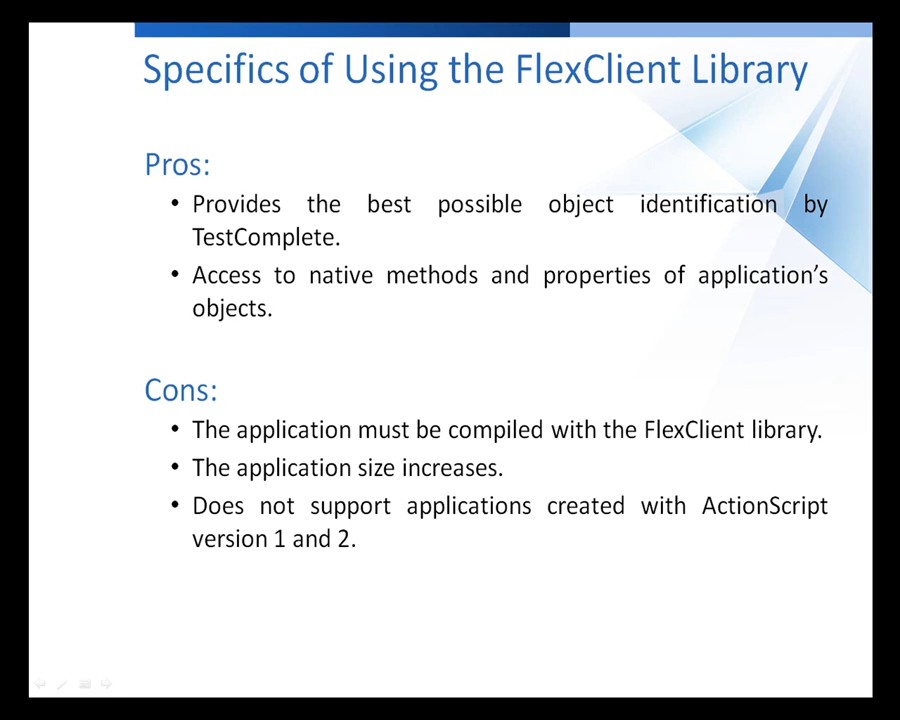 Specifics of Using the FlexClient Library
Pros:
• Provides the best possible object identification by
TestComplete.
• Access to native methods and properties of application’s
objects.
Cons:
• The application must be compiled with the FlexClient library.
• The application size increases.
• Does not support applications created with ActionScript
version 1 and 2.